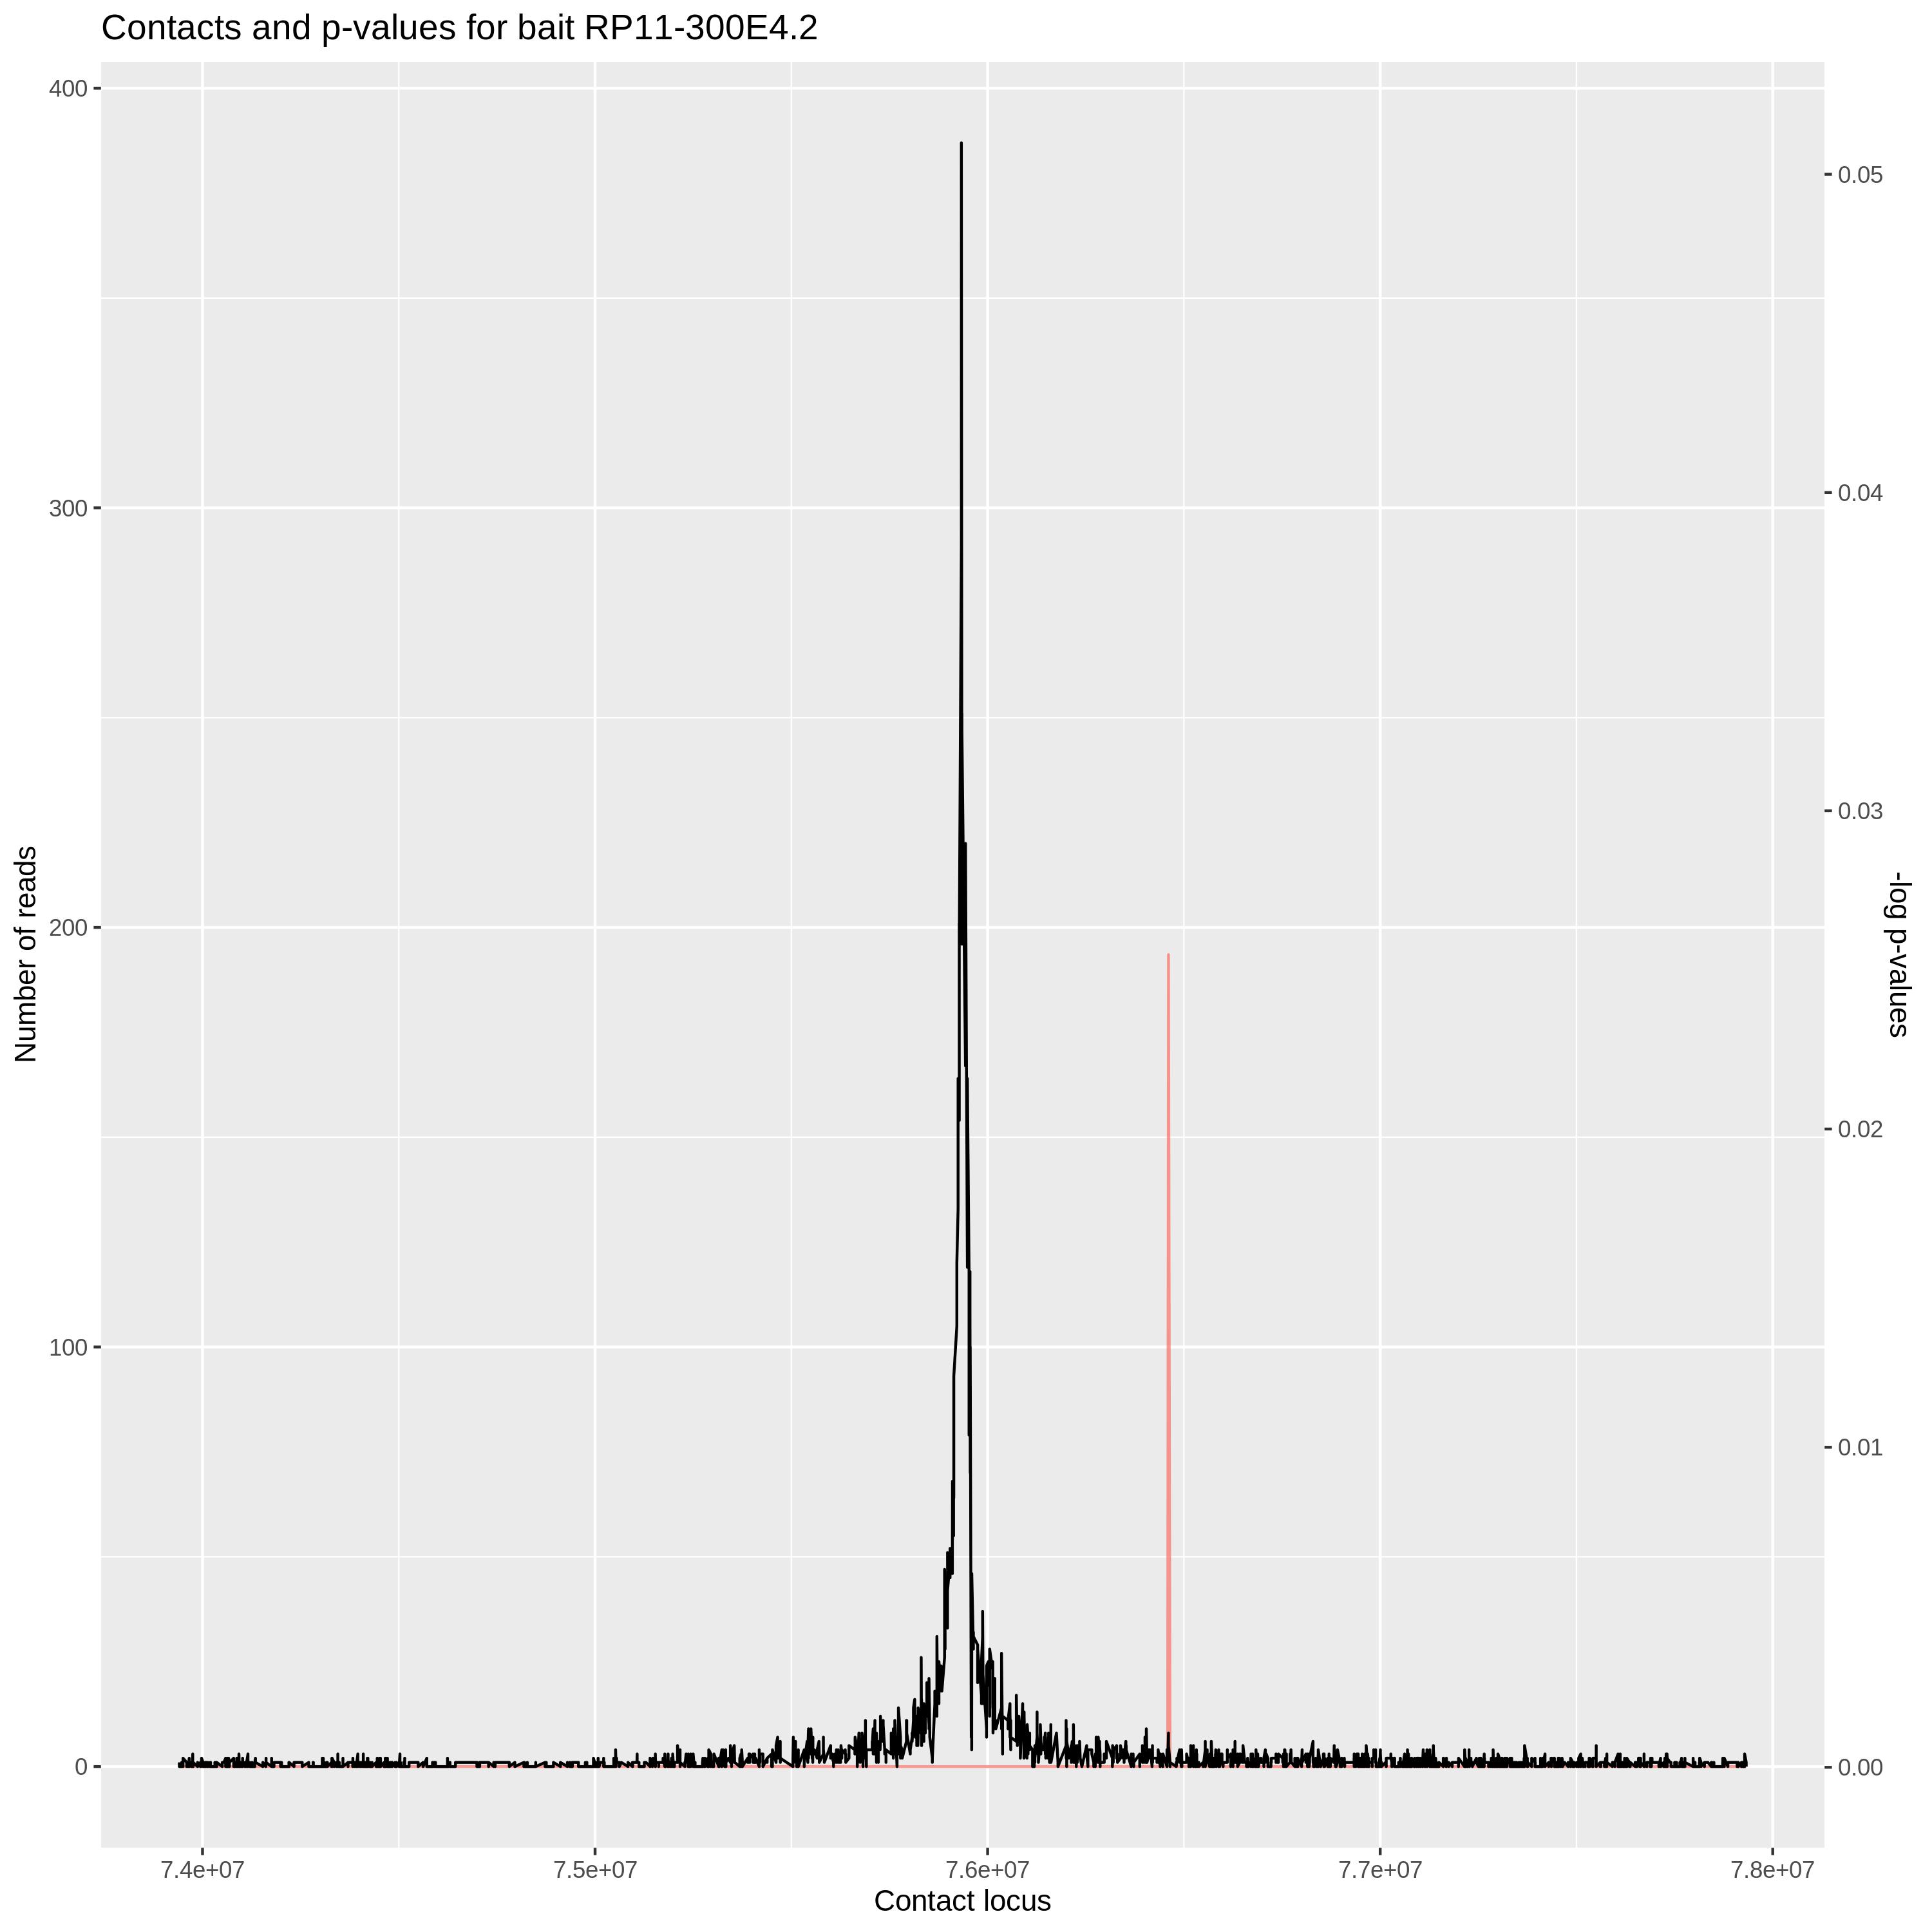 Contacts and p-values for bait RP11-300E4.2
400
300
200
100
0
Number of reads
0.05
0.04
0.03
0.02
0.01
0.00
-log p-values
7.4e+07 7.5e+07 7.6e+07 7.7e+07 7.8e+07
Contact locus